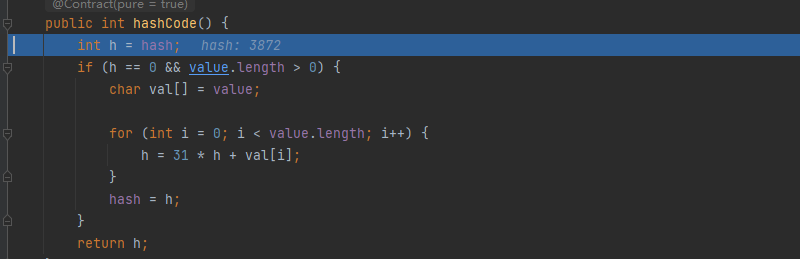 @Contract(pure = true)
public int hashCode() {
int h = hash; hash: 3872
if (h == 0 && value.length > 0) {
char val[] = value;
for (int i = 0; i < value.length; i++) {
h = 31 * h + val[i];
}
hash = h;
}
return h;